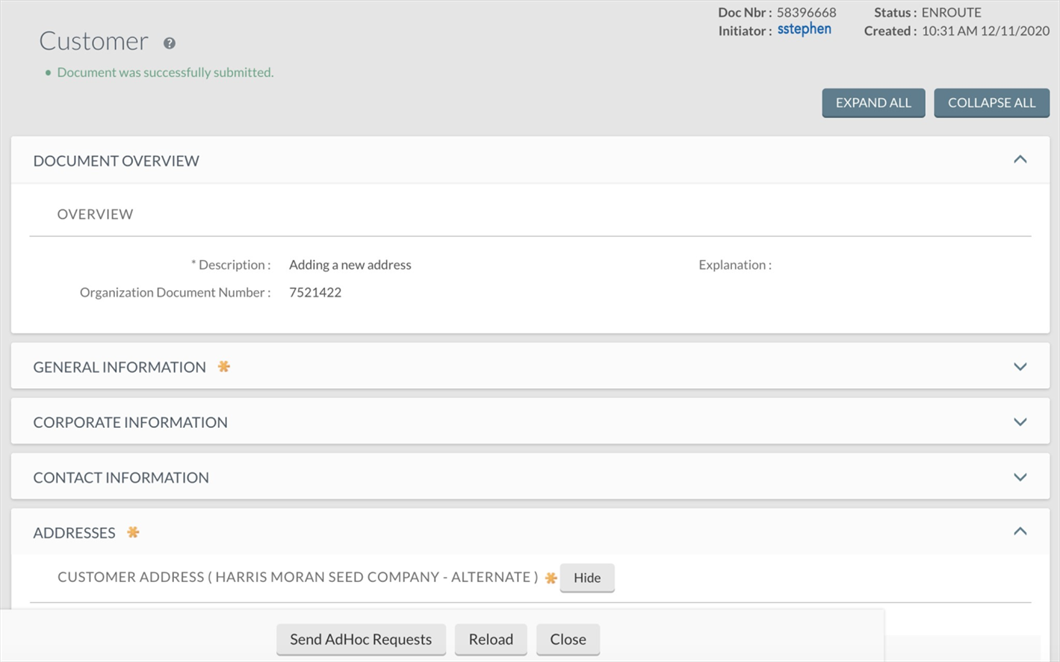 Doc Nbr : 58396668 Status : ENROUTE
Initiator : sstephen Created : 10:31 AM 12/11/2020
Customer ?
• Document was successfully submitted.
EXPAND ALL COLLAPSE ALL
DOCUMENT OVERVIEW
OVERVIEW
* Description : Adding a new address Explanation :
Organization Document Number : 7521422
GENERAL INFORMATION *
CORPORATE INFORMATION
CONTACT INFORMATION
ADDRESSES *
CUSTOMER ADDRESS ( HARRIS MORAN SEED COMPANY - ALTERNATE ) * Hide
Send AdHoc Requests Reload Close